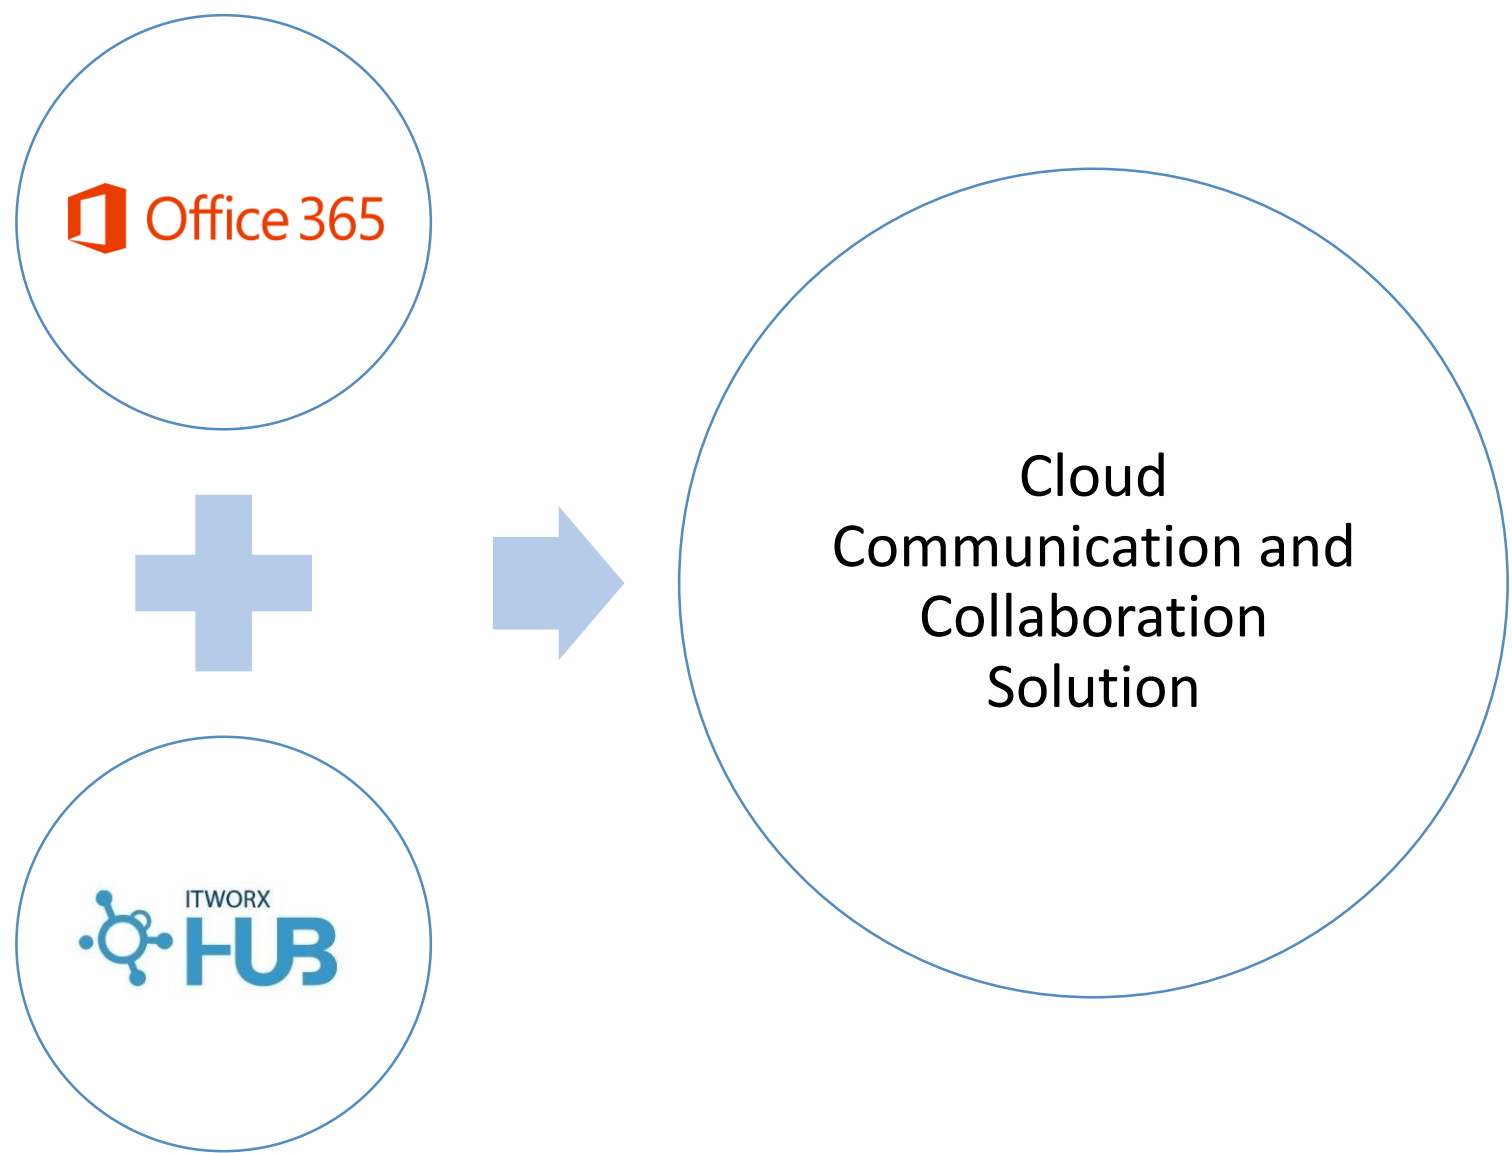 Office 365
ITWORX
HUB
Cloud
Communication and
Collaboration
Solution